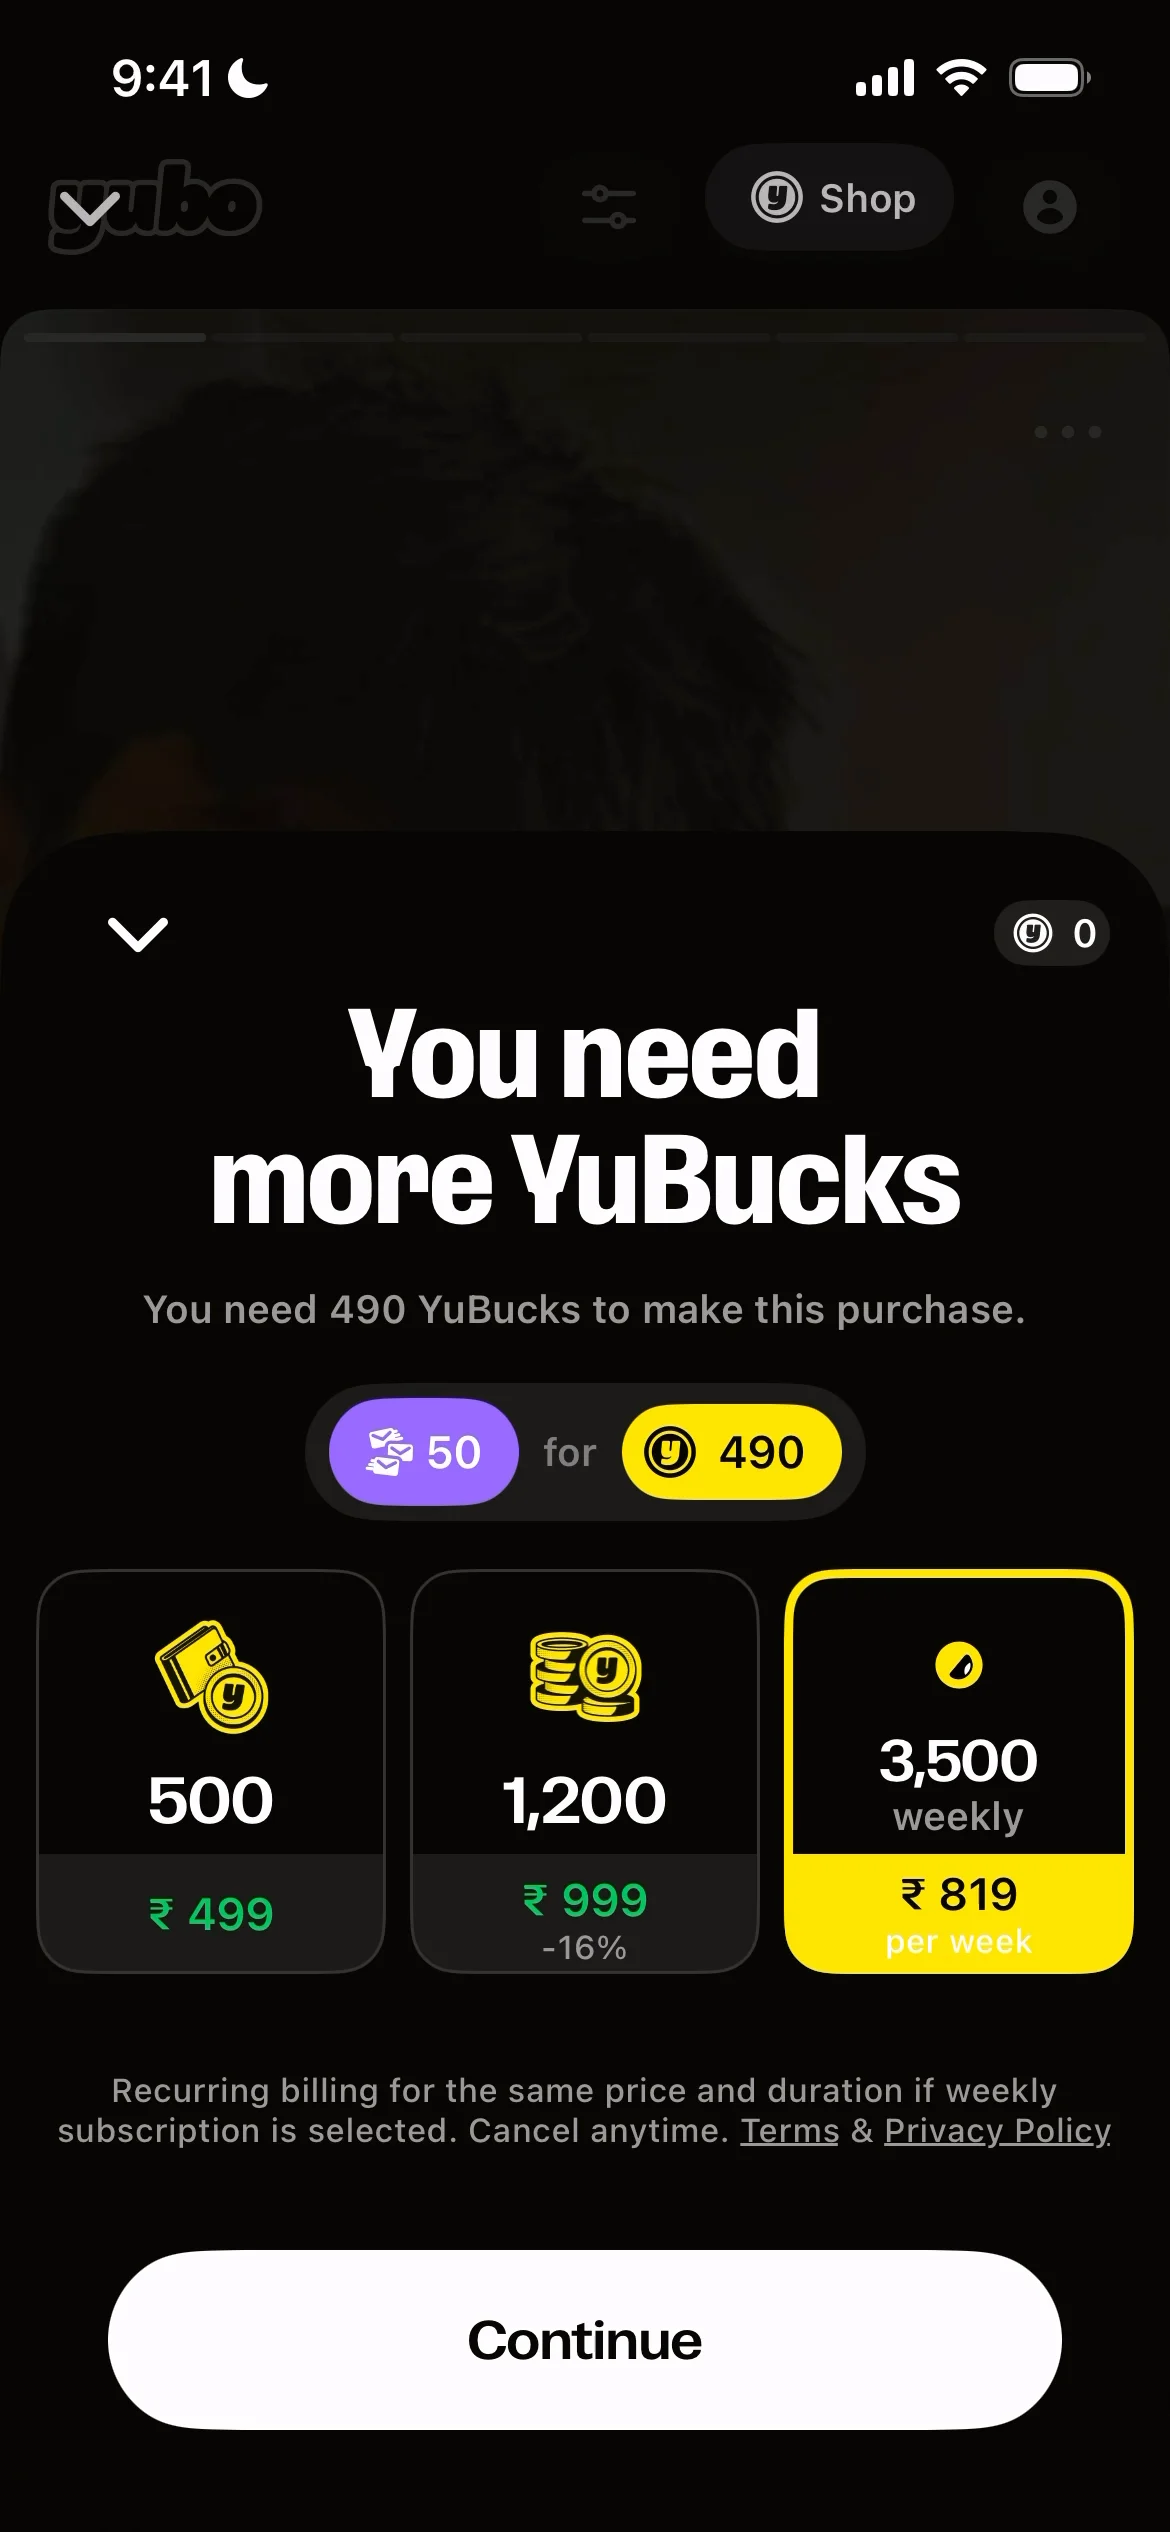 9:41
yubo
Shop
0
You need
more YuBucks
You need 490 YuBucks to make this purchase.
50 for 490
500
₹ 499
1,200
₹ 999
-16%
3,500
weekly
₹ 819
per week
Recurring billing for the same price and duration if weekly
subscription is selected. Cancel anytime. Terms & Privacy Policy
Continue